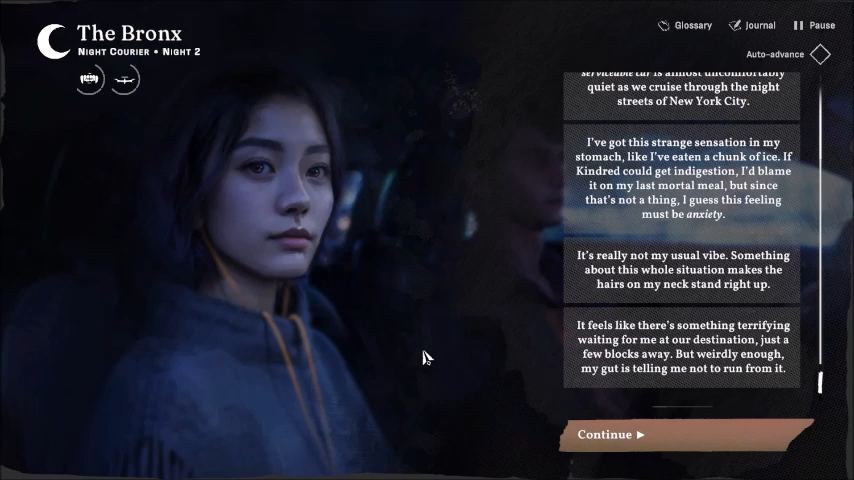 The Bronx
Night Courier • Night 2
Glossary
Journal
Pause
Auto-advance
serviceable car is almost uncomfortably
quiet as we cruise through the night
streets of New York City.
I've got this strange sensation in my
stomach, like I've eaten a chunk of ice. If
Kindred could get indigestion, I'd blame
it on my last mortal meal, but since
that's not a thing, I guess this feeling
must be anxiety.
It's really not my usual vibe. Something
about this whole situation makes the
hairs on my neck stand right up.
It feels like there's something terrifying
waiting for me at our destination, just a
few blocks away. But weirdly enough,
my gut is telling me not to run from it.
Continue